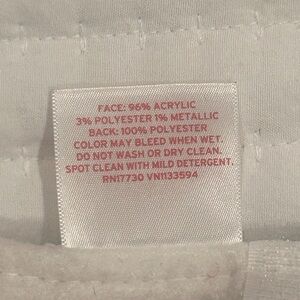 FACE: 96% ACRYLIC
3% POLYESTER 1% METALLIC
BACK: 100% POLYESTER
COLOR MAY BLEED WHEN WET.
DO NOT WASH OR DRY CLEAN.
SPOT CLEAN WITH MILD DETERGENT.
RN17730 VN1133594